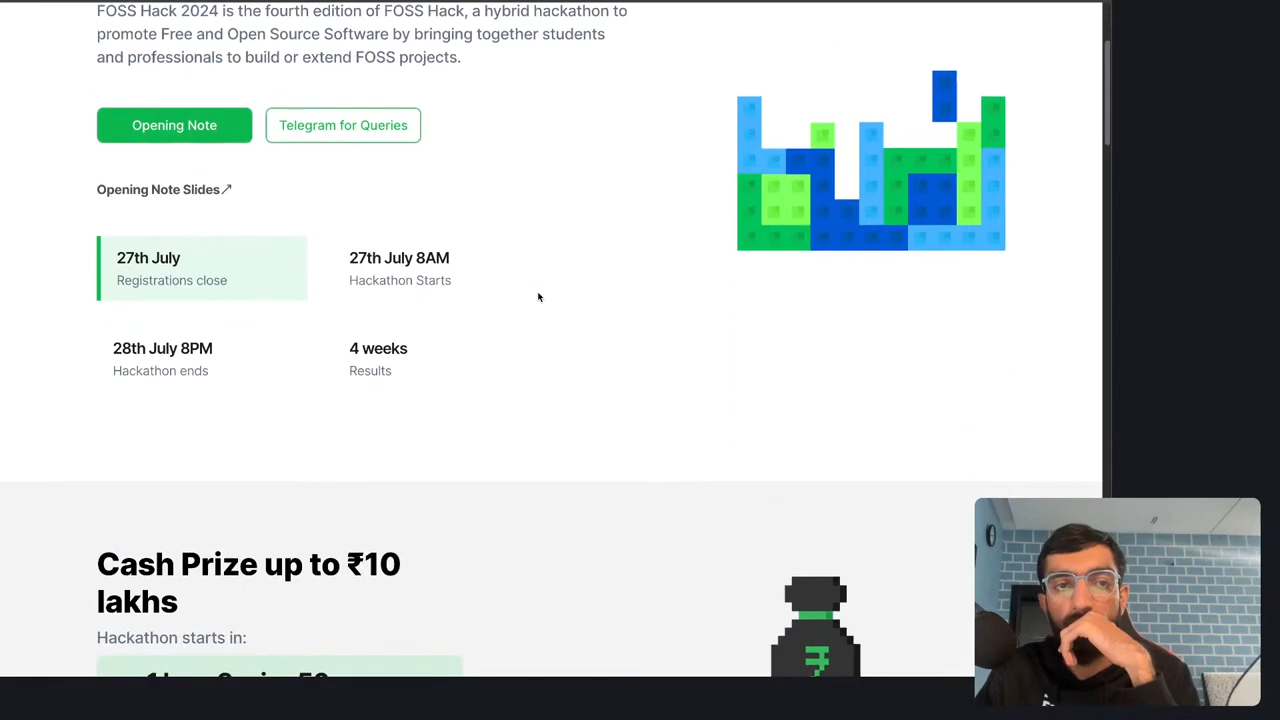 FOSS Hack 2024 is the fourth edition of FOSS Hack, a hybrid hackathon to
promote Free and Open Source Software by bringing together students
and professionals to build or extend FOSS projects.
Opening Note
Telegram for Queries
Opening Note Slides↗
27th July
Registrations close
27th July 8AM
Hackathon Starts
28th July 8PM
Hackathon ends
4 weeks
Results
Cash Prize up to ₹10
lakhs
Hackathon starts in:
₹